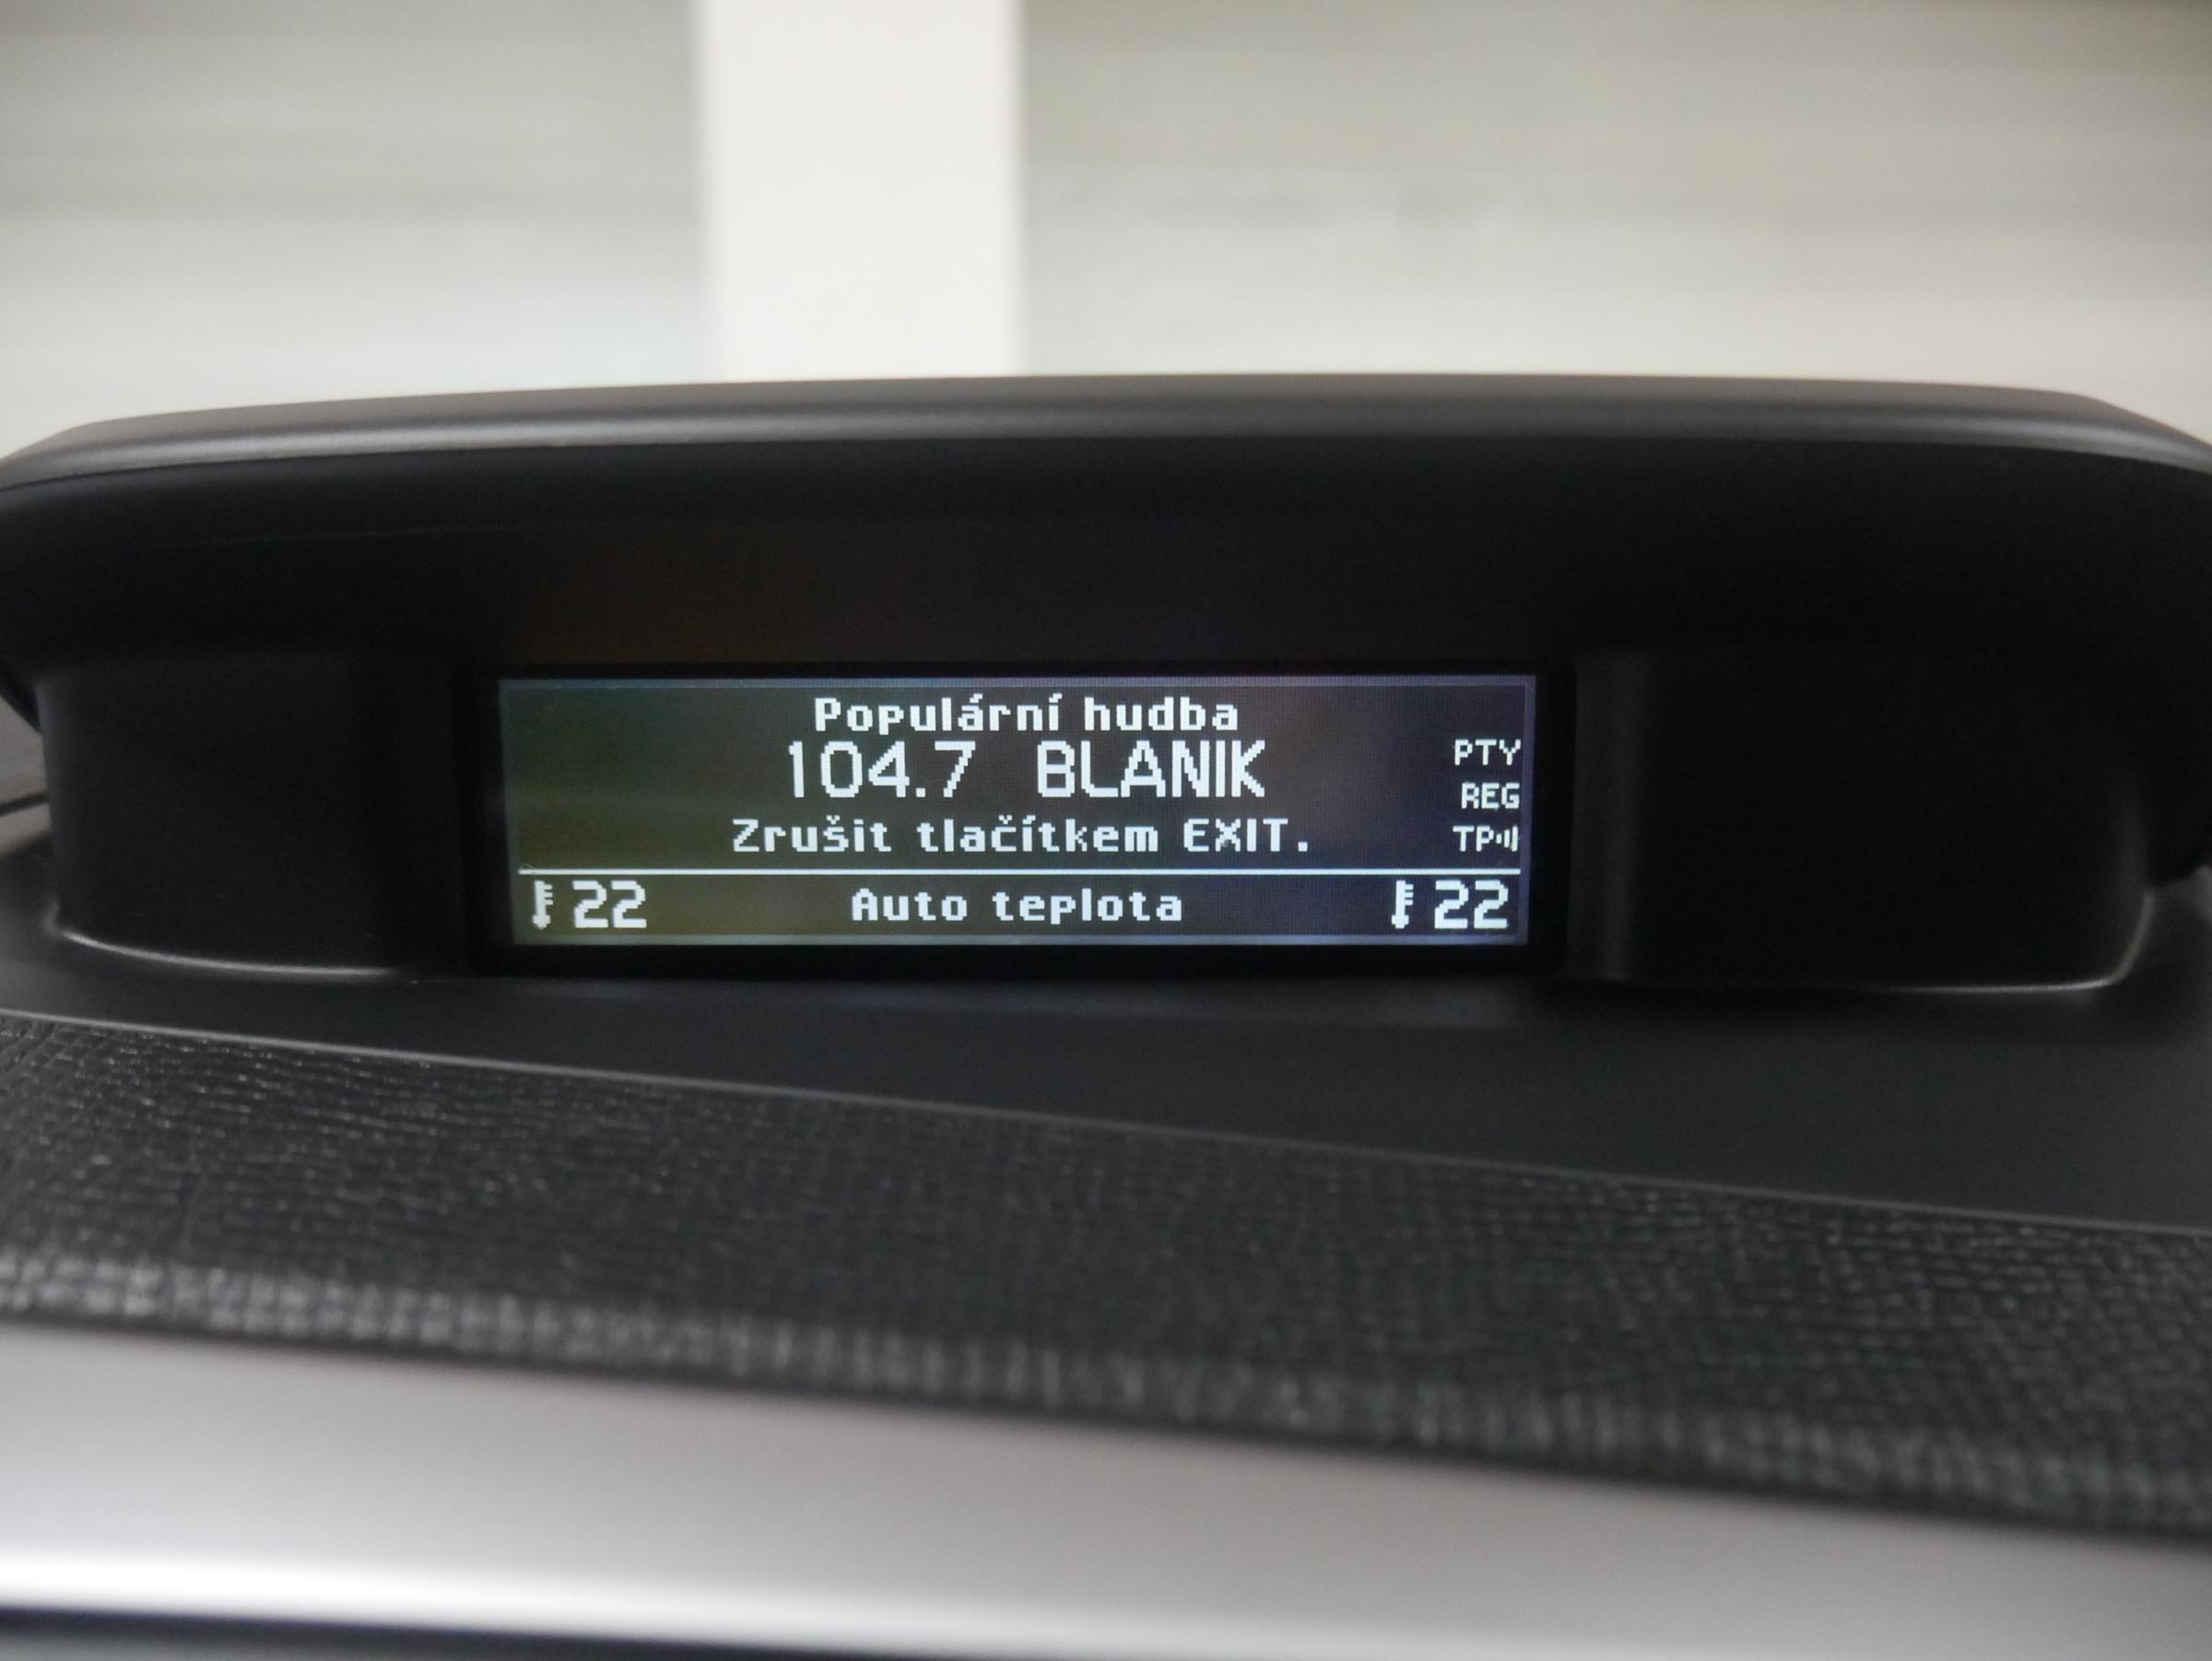 Populární hudba
104.7 BLANIK
Zrušit tlačítkem EXIT.
PTY
REG
TP
22 Auto teplota 22